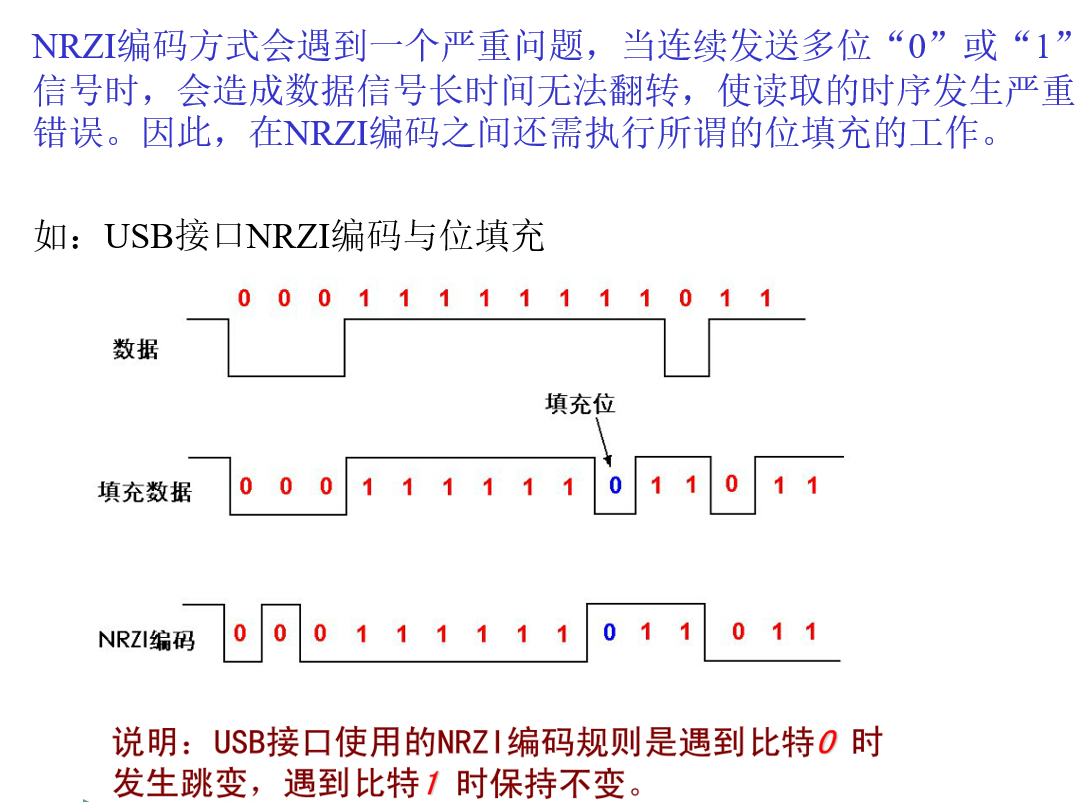 NRZI编码方式会遇到一个严重问题，当连续发送多位“0”或“1”
信号时，会造成数据信号长时间无法翻转，使读取的时序发生严重
错误。因此，在NRZI编码之间还需执行所谓的位填充的工作。
如：USB接口NRZI编码与位填充
0 0 0 1 1 1 1 1 1 1 1 0 1 1
数据
填充位
填充数据 0 0 0 1 1 1 1 1 1 0 1 1 0 1 1
NRZI编码 0 0 0 1 1 1 1 1 1 0 1 1 0 1 1
说明：USB接口使用的NRZI编码规则是遇到比特0 时
发生跳变，遇到比特1 时保持不变。